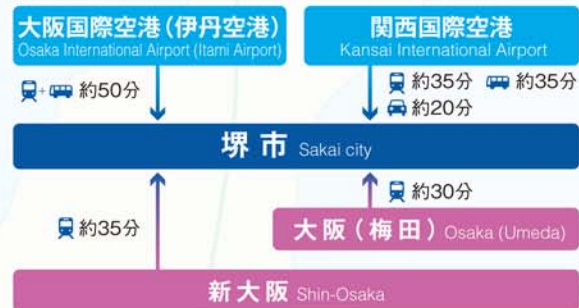 大阪国際空港（伊丹空港）
Osaka International Airport (Itami Airport)
関西国際空港
Kansai International Airport
+ 約50分
約35分 約35分
約20分
堺市 Sakai city
約35分
約30分
大阪（梅田） Osaka (Umeda)
新大阪 Shin-Osaka